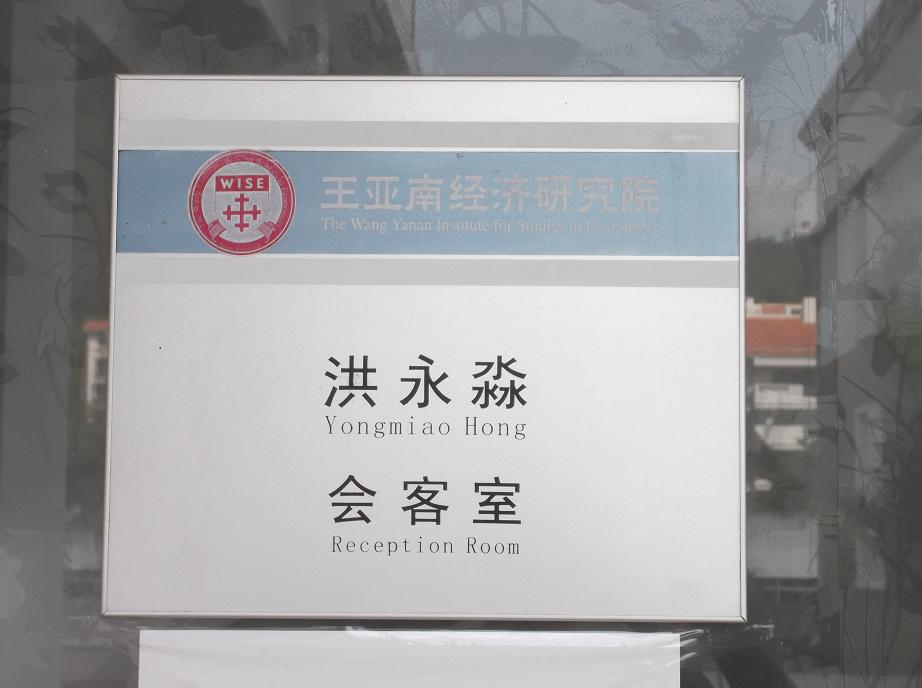 WISE
王亚南经济研究院
The Wang Yanan Institute for Studies in Economics
洪永淼
Yongmiao Hong
会客室
Reception Room